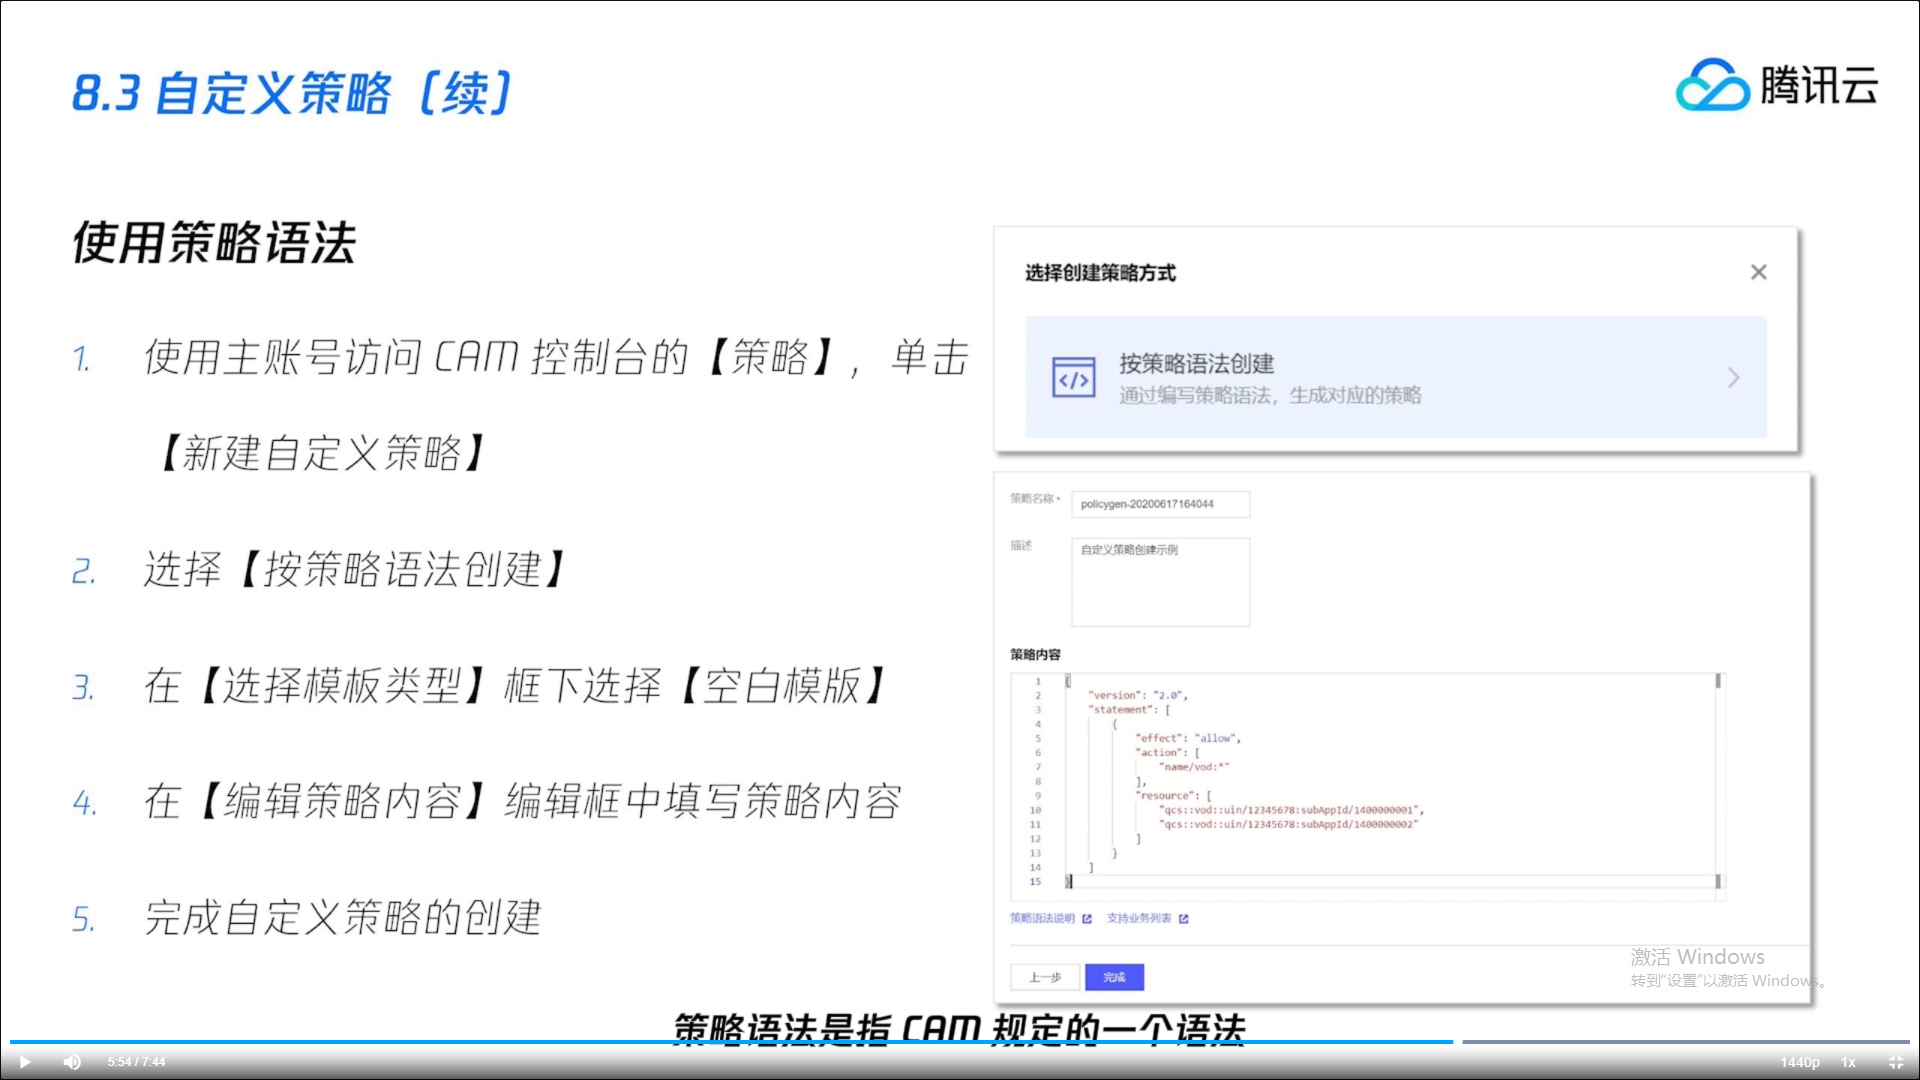 8.3 自定义策略（续）
腾讯云
使用策略语法
1. 使用主账号访问 CAM 控制台的【策略】，单击
【新建自定义策略】
2. 选择【按策略语法创建】
3. 在【选择模板类型】框下选择【空白模版】
4. 在【编辑策略内容】编辑框中填写策略内容
5. 完成自定义策略的创建
选择创建策略方式
按策略语法创建
通过编写策略语法，生成对应的策略
策略名称* policygen-20200617164044
描述 自定义策略创建示例
策略内容
1 {
2 "version": "2.0",
3 "statement": [
4 {
5 "effect": "allow",
6 "action": [
7 "name/vod:*"
8 ],
9 "resource": [
10 "qcs::vod::uin/12345678:subAppId/1400000001",
11 "qcs::vod::uin/12345678:subAppId/1400000002"
12 ]
13 }
14 ]
15 }
策略语法说明 支持业务列表
上一步 完成
激活 Windows
转到“设置”以激活 Windows。
策略语法是指 CAM 规定的一个语法
5:54 / 7:44
1440p 1x